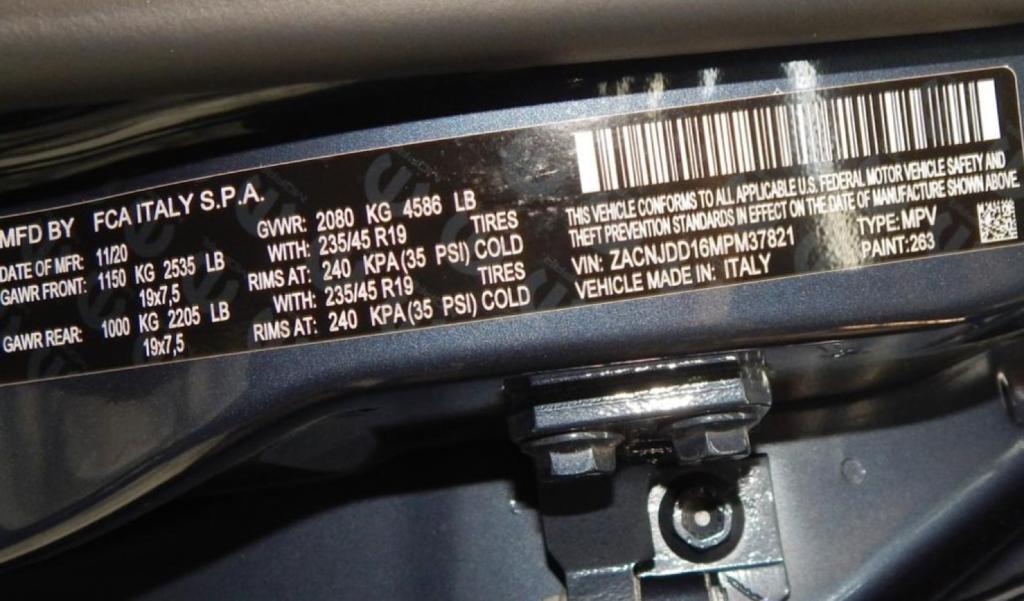 MFD BY FCA ITALY S.P.A.
DATE OF MFR: 11/20 GVWR: 2080 KG 4586 LB
GAWR FRONT: 1150 KG 2535 LB WITH: 235/45 R19 TIRES
19x7,5 RIMS AT: 240 KPA(35 PSI) COLD
GAWR REAR: 1000 KG 2205 LB WITH: 235/45 R19 TIRES
19x7,5 RIMS AT: 240 KPA(35 PSI) COLD
THIS VEHICLE CONFORMS TO ALL APPLICABLE U.S. FEDERAL MOTOR VEHICLE SAFETY AND
THEFT PREVENTION STANDARDS IN EFFECT ON THE DATE OF MANUFACTURE SHOWN ABOVE.
VIN: ZACNJDD16MPM37821 TYPE: MPV
VEHICLE MADE IN: ITALY PAINT: 263